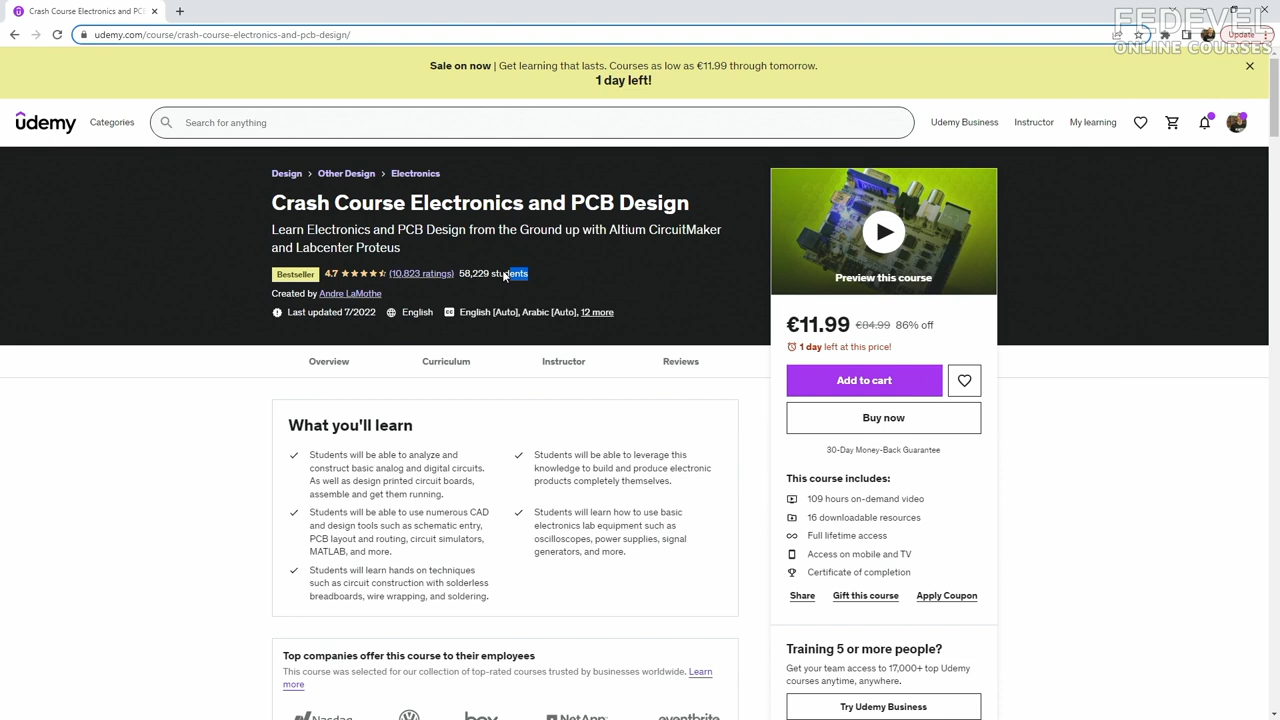 Crash Course Electronics and PC
udemy.com/course/crash-course-electronics-and-pcb-design/
Update
FEDEVEL
ONLINE COURSES
Sale on now | Get learning that lasts. Courses as low as €11.99 through tomorrow.
1 day left!
udemy
Categories
Search for anything
Udemy Business
Instructor
My learning
Design > Other Design > Electronics
Crash Course Electronics and PCB Design
Learn Electronics and PCB Design from the Ground up with Altium CircuitMaker
and Labcenter Proteus
Bestseller 4.7 (10,823 ratings) 58,229 students
Created by Andre LaMothe
Last updated 7/2022 English English [Auto], Arabic [Auto], 12 more
Preview this course
€11.99 €84.99 86% off
1 day left at this price!
Add to cart
Buy now
30-Day Money-Back Guarantee
This course includes:
109 hours on-demand video
16 downloadable resources
Full lifetime access
Access on mobile and TV
Certificate of completion
Share Gift this course Apply Coupon
Training 5 or more people?
Get your team access to 17,000+ top Udemy
courses anytime, anywhere.
Try Udemy Business
Overview Curriculum Instructor Reviews
What you'll learn
Students will be able to analyze and
construct basic analog and digital circuits.
As well as design printed circuit boards,
assemble and get them running.
Students will be able to leverage this
knowledge to build and produce electronic
products completely themselves.
Students will be able to use numerous CAD
and design tools such as schematic entry,
PCB layout and routing, circuit simulators,
MATLAB, and more.
Students will learn how to use basic
electronics lab equipment such as
oscilloscopes, power supplies, signal
generators, and more.
Students will learn hands on techniques
such as circuit construction with solderless
breadboards, wire wrapping, and soldering.
Top companies offer this course to their employees
This course was selected for our collection of top-rated courses trusted by businesses worldwide. Learn
more
Nasdaq box NetApp eventbrite